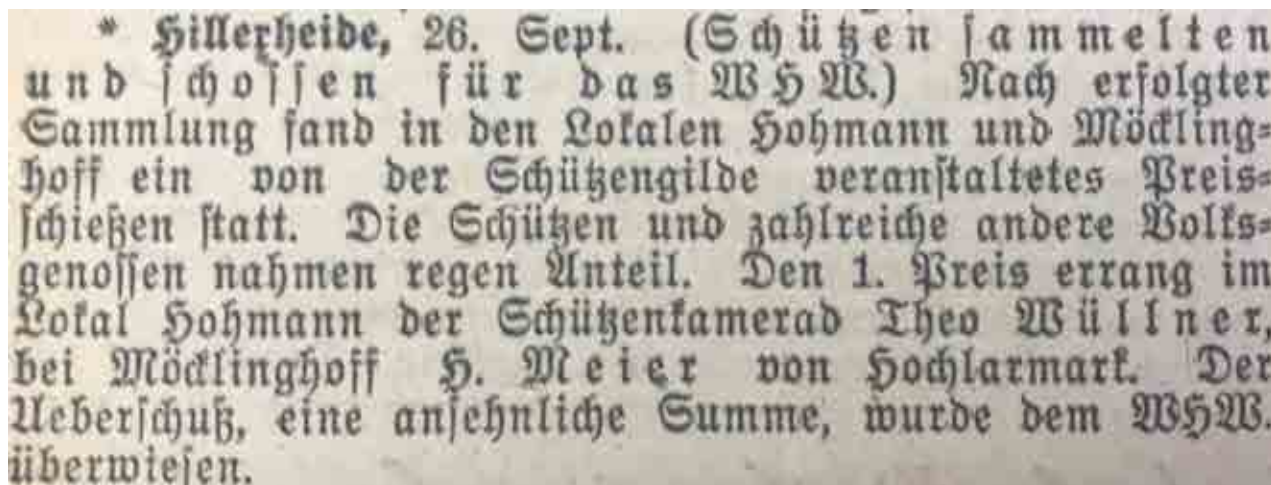 * Hillerheide, 26. Sept. (Schützen sammelten
und schossen für das WHW.) Nach erfolgter
Sammlung fand in den Lokalen Hohmann und Möckling-
hoff ein von der Schützengilde veranstaltetes Preis-
schießen statt. Die Schützen und zahlreiche andere Volks-
genossen nahmen regen Anteil. Den 1. Preis errang im
Lokal Hohmann der Schützenkamerad Theo Wüllner,
bei Möcklinghoff H. Meier von Hochlarmark. Der
Ueberschuß, eine ansehnliche Summe, wurde dem WHW.
überwiesen.